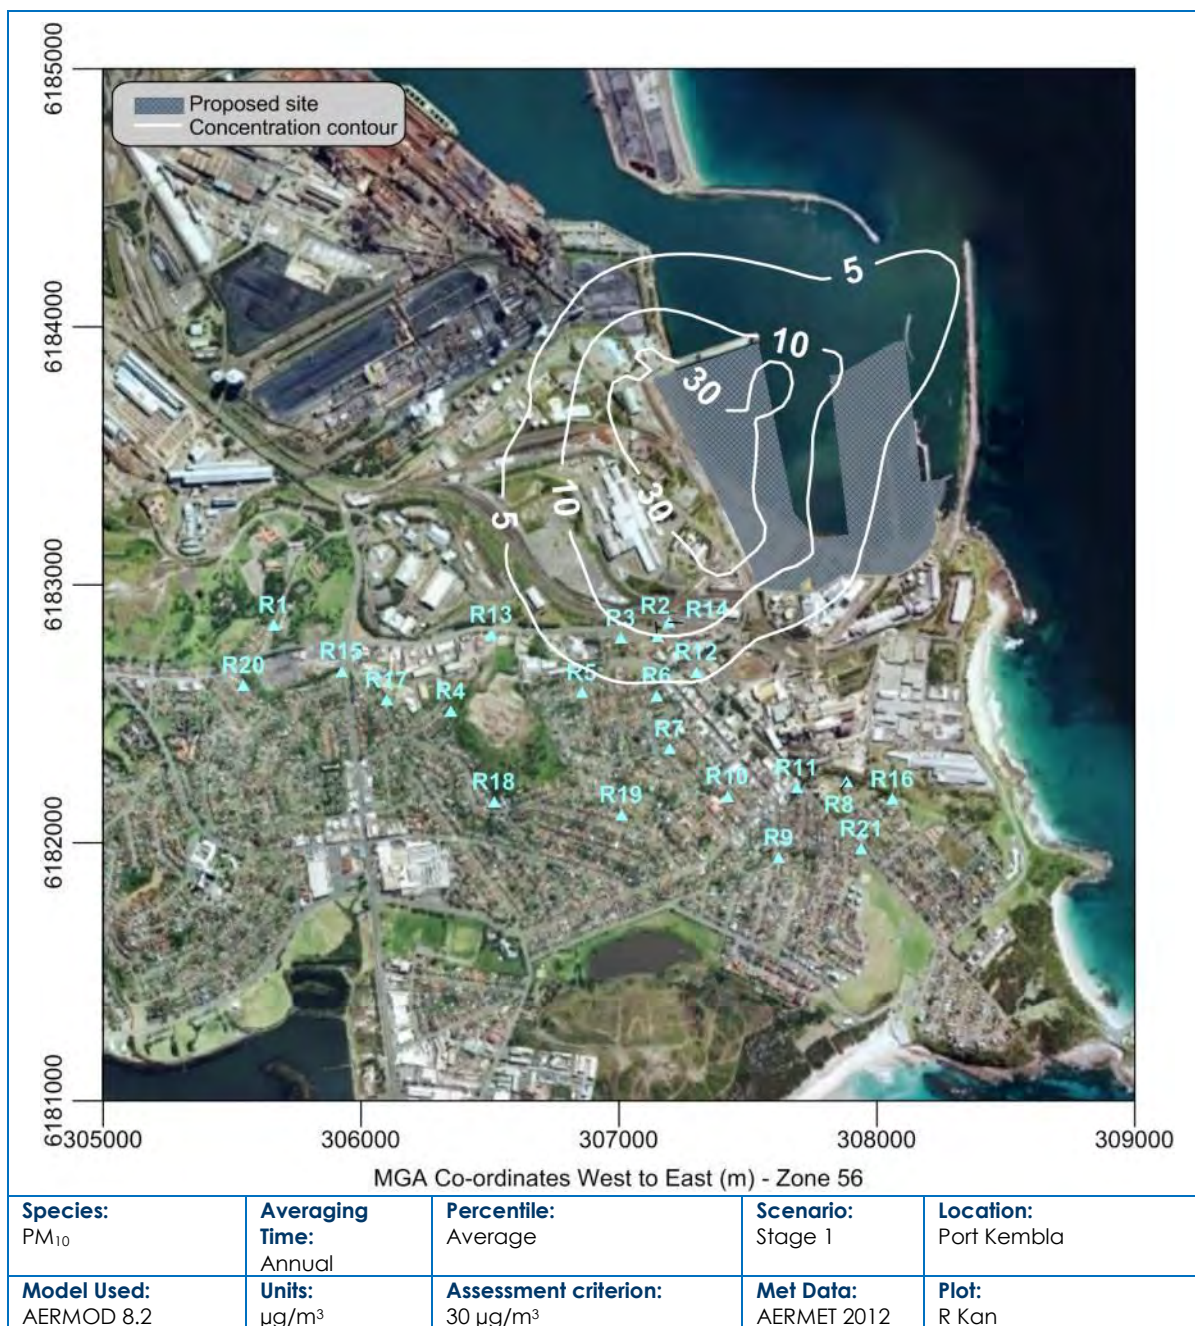 Proposed site
Concentration contour
6185000
6184000
6183000
6182000
6181000
5
10
30
30
10
5
R1
R13
R3
R2
R14
R20
R15
R17
R4
R5
R6
R12
R7
R18
R19
R10
R11
R8
R16
R9
R21
305000
306000
307000
308000
309000
MGA Co-ordinates West to East (m) - Zone 56
Species:
PM₁₀
Averaging
Time:
Annual
Percentile:
Average
Scenario:
Stage 1
Location:
Port Kembla
Model Used:
AERMOD 8.2
Units:
µg/m³
Assessment criterion:
30 µg/m³
Met Data:
AERMET 2012
Plot:
R Kan